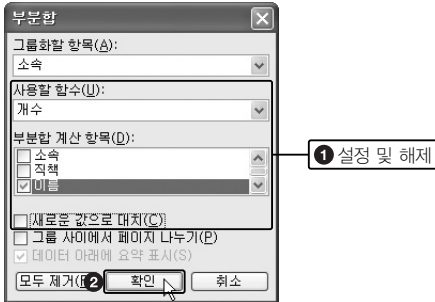 부분합
그룹화할 항목(A):
소속
사용할 함수(U):
개수
부분합 계산 항목(D):
소속
직책
이름
1 설정 및 해제
새로운 값으로 대치(C)
그룹 사이에서 페이지 나누기(P)
데이터 아래에 요약 표시(S)
모두 제거(R 2 확인 취소